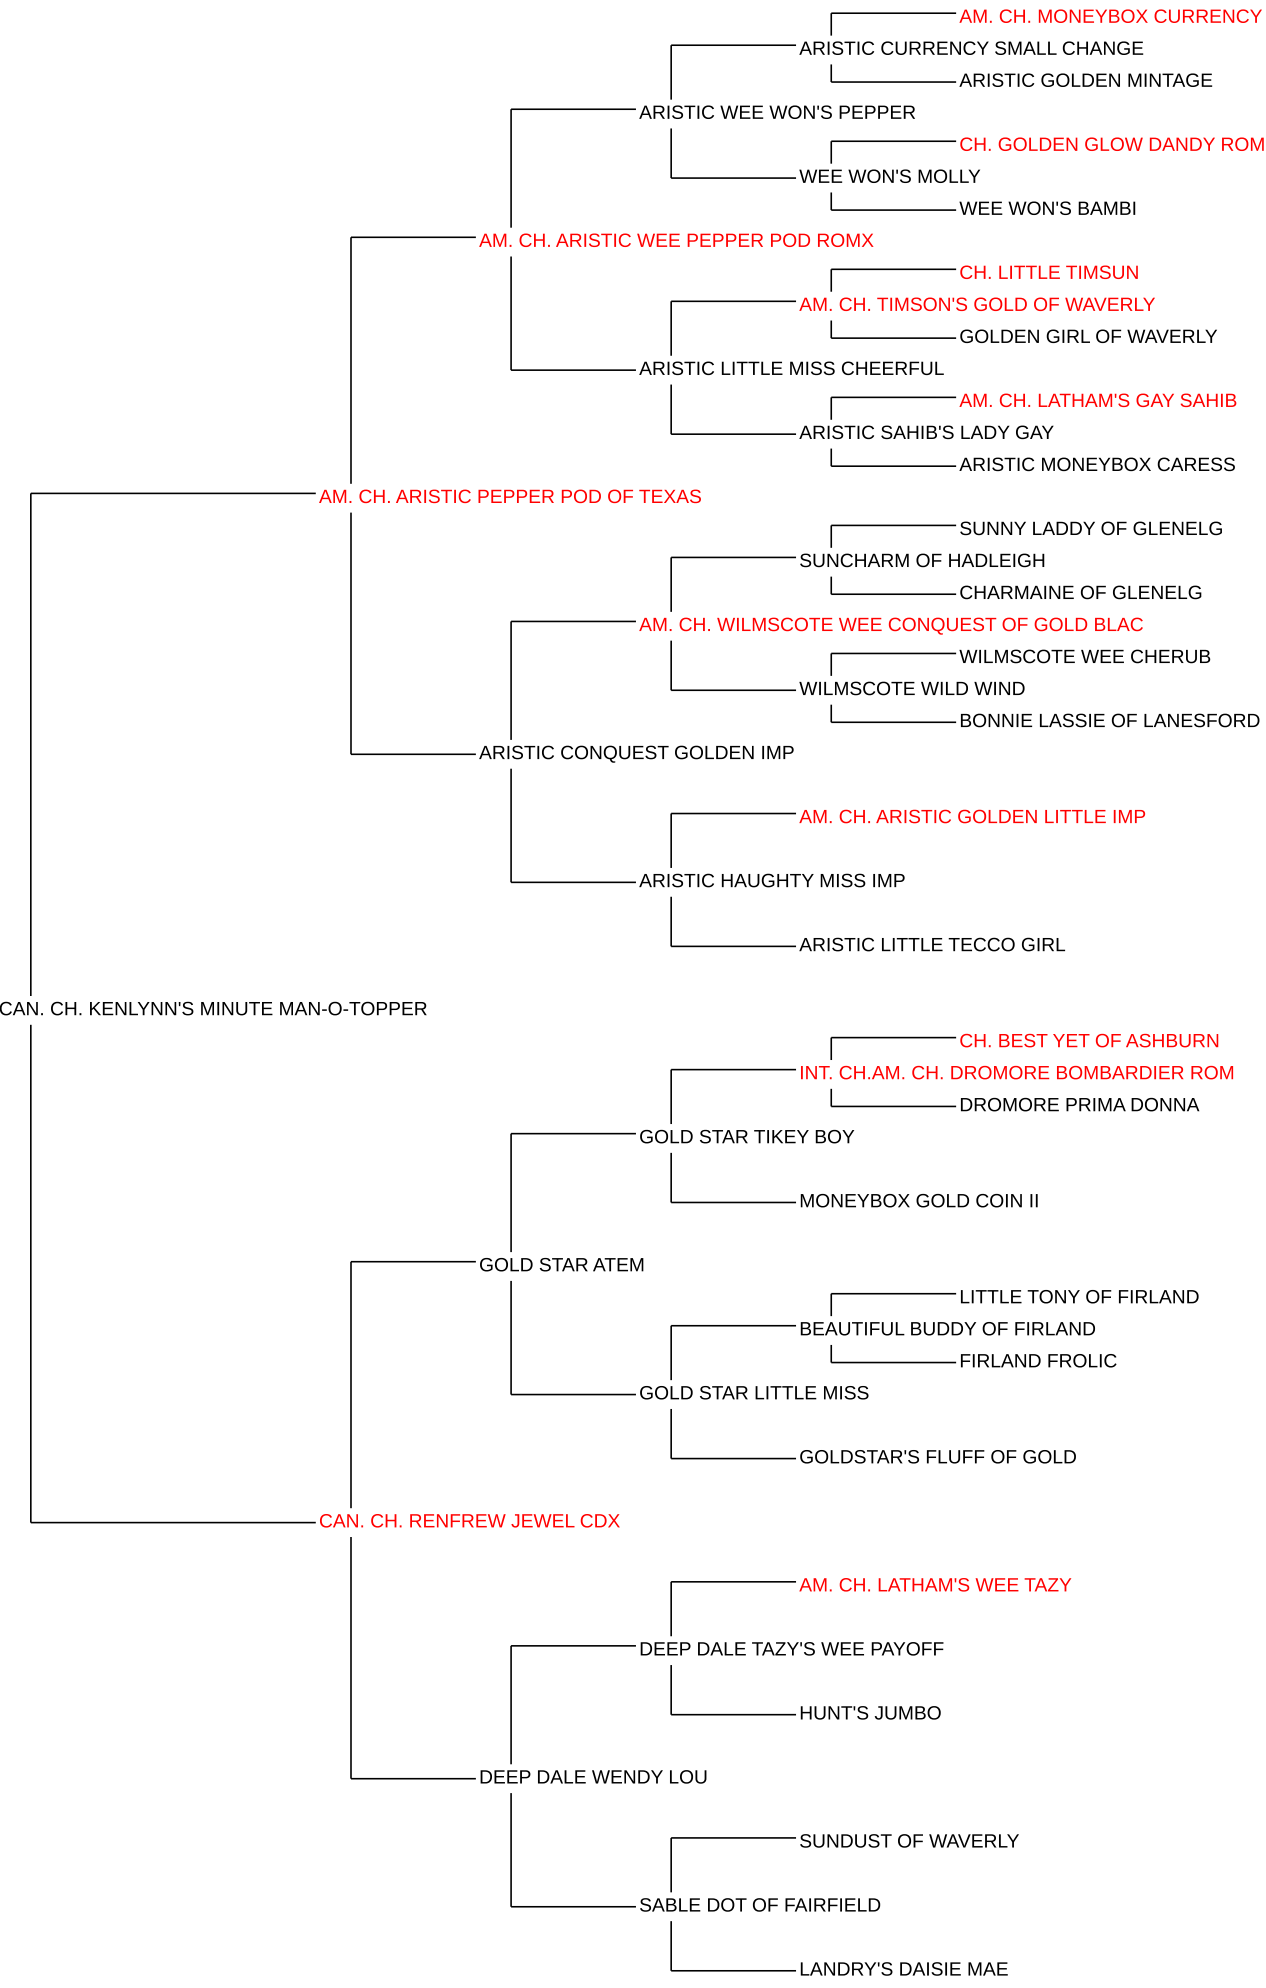 AM. CH. MONEYBOX CURRENCY
ARISTIC CURRENCY SMALL CHANGE
ARISTIC GOLDEN MINTAGE
ARISTIC WEE WON'S PEPPER
CH. GOLDEN GLOW DANDY ROM
WEE WON'S MOLLY
WEE WON'S BAMBI
AM. CH. ARISTIC WEE PEPPER POD ROMX
CH. LITTLE TIMSUN
AM. CH. TIMSON'S GOLD OF WAVERLY
GOLDEN GIRL OF WAVERLY
ARISTIC LITTLE MISS CHEERFUL
AM. CH. LATHAM'S GAY SAHIB
ARISTIC SAHIB'S LADY GAY
ARISTIC MONEYBOX CARESS
AM. CH. ARISTIC PEPPER POD OF TEXAS
SUNNY LADDY OF GLENELG
SUNCHARM OF HADLEIGH
CHARMAINE OF GLENELG
AM. CH. WILMSCOTE WEE CONQUEST OF GOLD BLAC
WILMSCOTE WEE CHERUB
WILMSCOTE WILD WIND
BONNIE LASSIE OF LANESFORD
ARISTIC CONQUEST GOLDEN IMP
AM. CH. ARISTIC GOLDEN LITTLE IMP
ARISTIC HAUGHTY MISS IMP
ARISTIC LITTLE TECCO GIRL
CAN. CH. KENLYNN'S MINUTE MAN-O-TOPPER
CH. BEST YET OF ASHBURN
INT. CH.AM. CH. DROMORE BOMBARDIER ROM
DROMORE PRIMA DONNA
GOLD STAR TIKEY BOY
MONEYBOX GOLD COIN II
GOLD STAR ATEM
LITTLE TONY OF FIRLAND
BEAUTIFUL BUDDY OF FIRLAND
FIRLAND FROLIC
GOLD STAR LITTLE MISS
GOLDSTAR'S FLUFF OF GOLD
CAN. CH. RENFREW JEWEL CDX
AM. CH. LATHAM'S WEE TAZY
DEEP DALE TAZY'S WEE PAYOFF
HUNT'S JUMBO
DEEP DALE WENDY LOU
SUNDUST OF WAVERLY
SABLE DOT OF FAIRFIELD
LANDRY'S DAISIE MAE